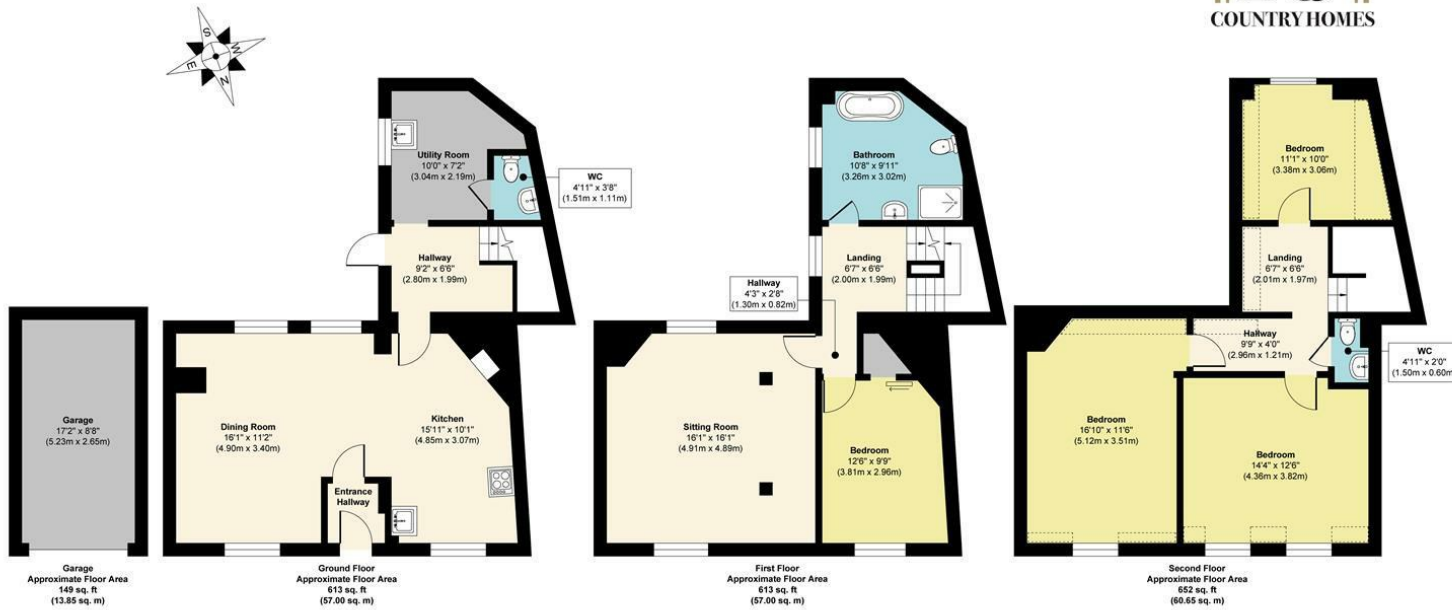 COUNTRY HOMES
S
W
E
N
Utility Room
10'0" x 7'2"
(3.04m x 2.19m)
WC
4'11" x 3'8"
(1.51m x 1.11m)
Hallway
9'2" x 6'6"
(2.80m x 1.99m)
Garage
17'2" x 8'8"
(5.23m x 2.65m)
Dining Room
16'1" x 11'2"
(4.90m x 3.40m)
Kitchen
15'11" x 10'1"
(4.85m x 3.07m)
Entrance
Hallway
Garage
Approximate Floor Area
149 sq. ft
(13.85 sq. m)
Ground Floor
Approximate Floor Area
613 sq. ft
(57.00 sq. m)
Bathroom
10'8" x 9'11"
(3.26m x 3.02m)
Landing
6'7" x 6'6"
(2.00m x 1.99m)
Hallway
4'3" x 2'8"
(1.30m x 0.82m)
Sitting Room
16'1" x 16'1"
(4.91m x 4.89m)
Bedroom
12'6" x 9'9"
(3.81m x 2.96m)
First Floor
Approximate Floor Area
613 sq. ft
(57.00 sq. m)
Bedroom
11'1" x 10'0"
(3.38m x 3.06m)
Landing
6'7" x 6'6"
(2.01m x 1.97m)
Hallway
9'9" x 4'0"
(2.96m x 1.21m)
WC
4'11" x 2'0"
(1.50m x 0.60m
Bedroom
16'10" x 11'6"
(5.12m x 3.51m)
Bedroom
14'4" x 12'6"
(4.36m x 3.82m)
Second Floor
Approximate Floor Area
652 sq. ft
(60.65 sq. m)